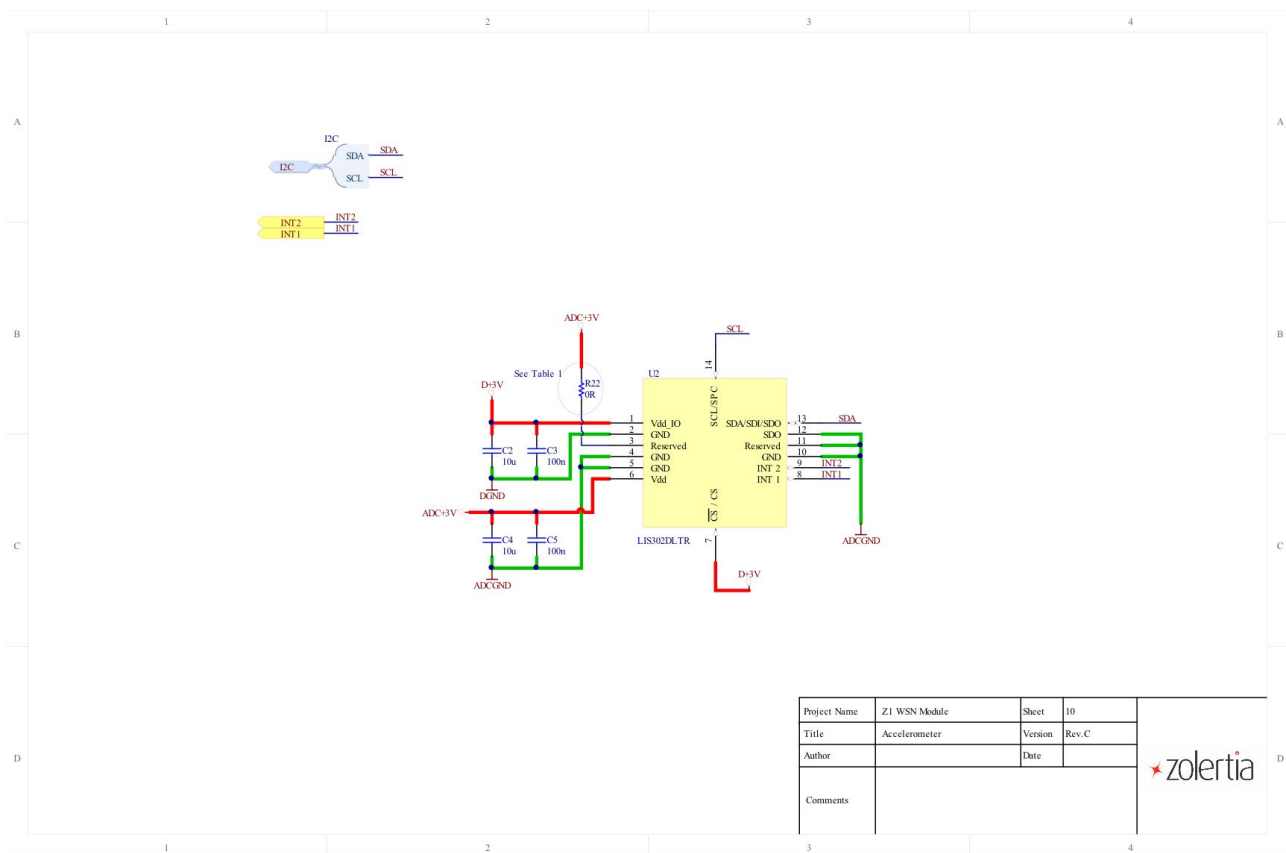 1 2 3 4
A A
I2C
I2C SDA SDA
SCL SCL
INT2 INT2
INT1 INT1
B B
ADC+3V
SCL
14
See Table 1
R22
0R
U2
D+3V
SCL/SPC
1 Vdd_IO SDA/SDI/SDO 13 SDA
2 GND SDO 12
3 Reserved Reserved 11
4 GND GND 10
5 GND INT 2 9 INT2
6 Vdd INT 1 8 INT1
C2
10u
C3
100n
DGND
CS / CS
7
ADC+3V
LIS302DLTR
ADCGND
C C
C4
10u
C5
100n
ADCGND
D+3V
Project Name Z1 WSN Module Sheet 10
Title Accelerometer Version Rev.C
Author Date
Comments
zolertia
D D
1 2 3 4